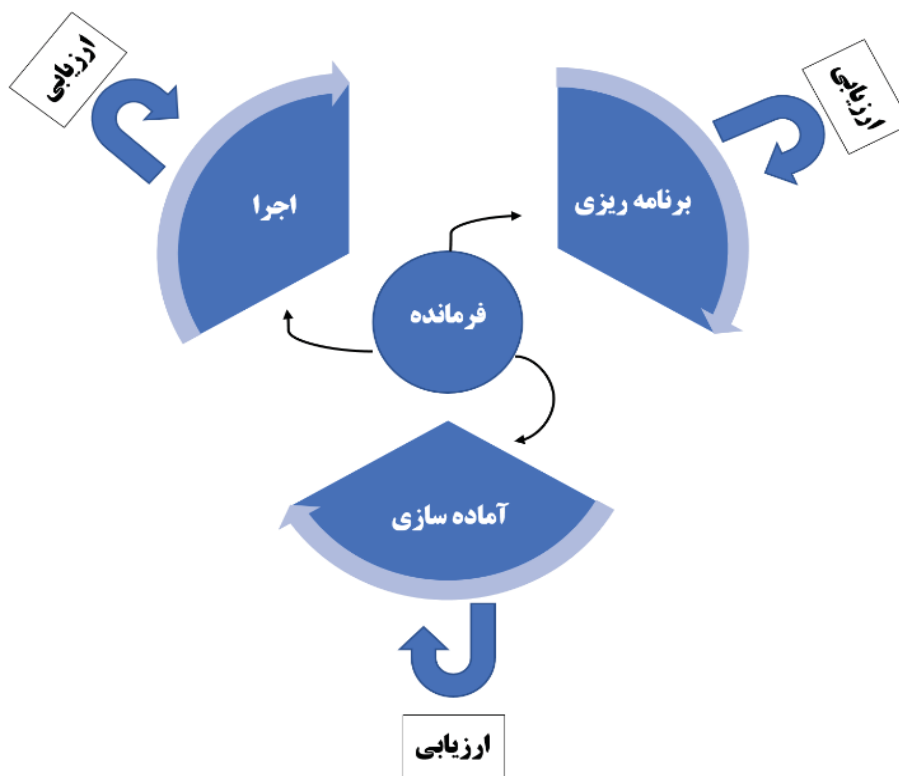 ارزیابی
ارزیابی
برنامه ریزی
اجرا
فرمانده
آماده سازی
ارزیابی